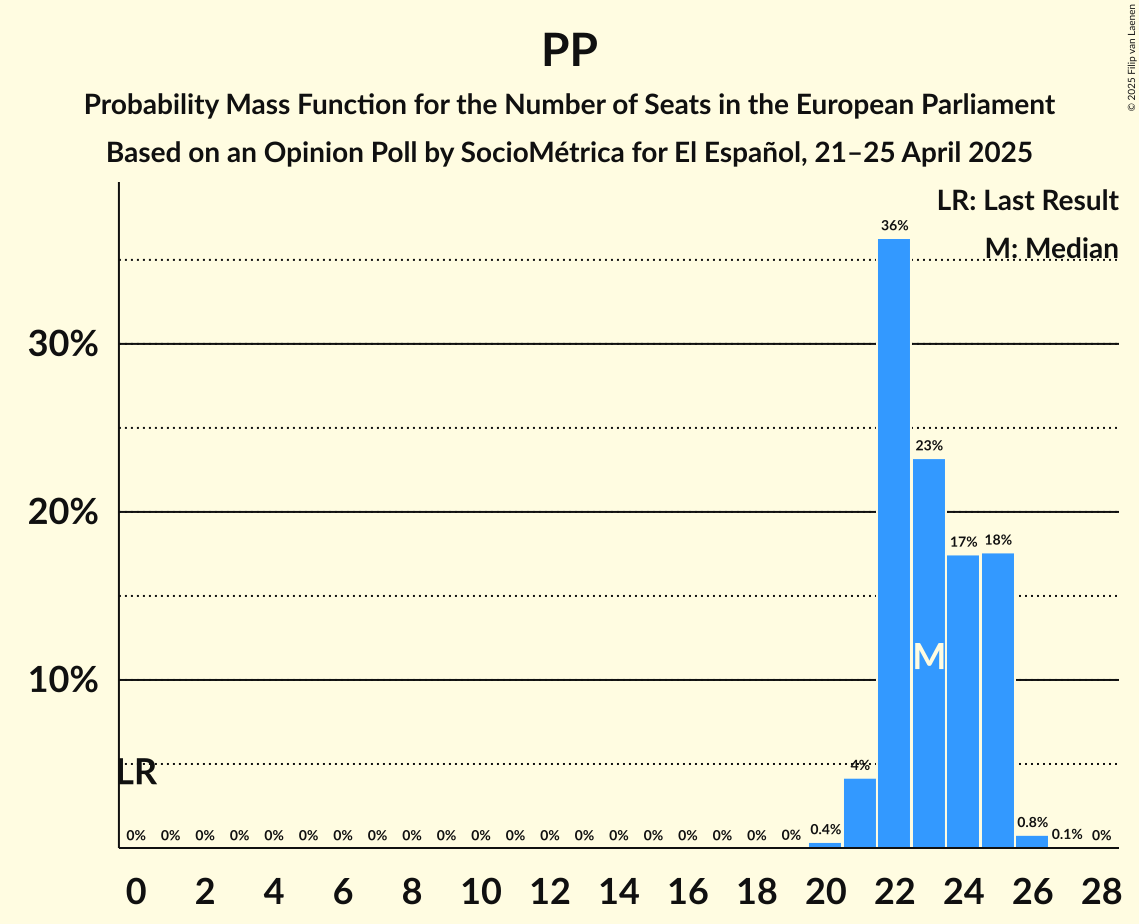 PP
Probability Mass Function for the Number of Seats in the European Parliament
Based on an Opinion Poll by SocioMétrica for El Español, 21–25 April 2025
© 2025 Filip van Laenen
LR: Last Result
M: Median
36%
30%
23%
20%
17% 18%
M
10%
LR
4%
0% 0% 0% 0% 0% 0% 0% 0% 0% 0% 0% 0% 0% 0% 0% 0% 0% 0% 0% 0% 0.4% 0.8% 0.1% 0%
0 2 4 6 8 10 12 14 16 18 20 22 24 26 28